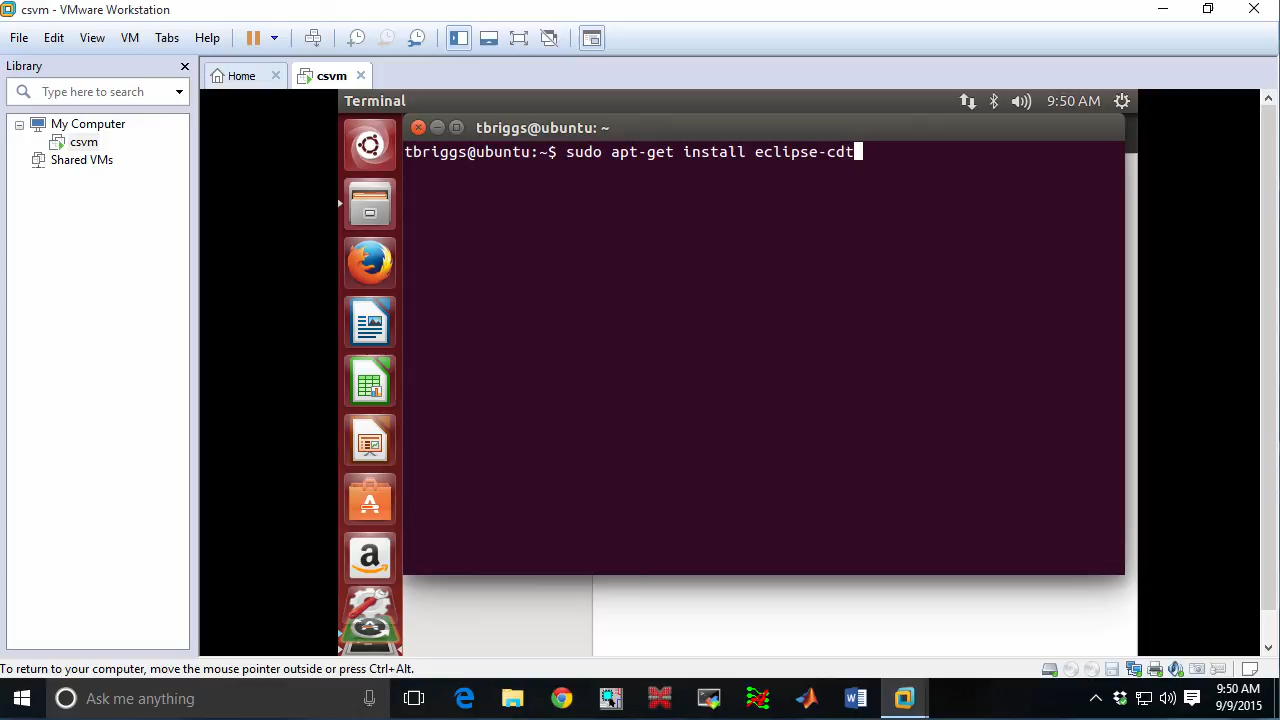 csvm - VMware Workstation
File Edit View VM Tabs Help
Library
Type here to search
My Computer
csvm
Shared VMs
Home
csvm
Terminal
9:50 AM
tbriggs@ubuntu: ~
tbriggs@ubuntu:~$ sudo apt-get install eclipse-cdt
To return to your computer, move the mouse pointer outside or press Ctrl+Alt.
Ask me anything
9:50 AM
9/9/2015